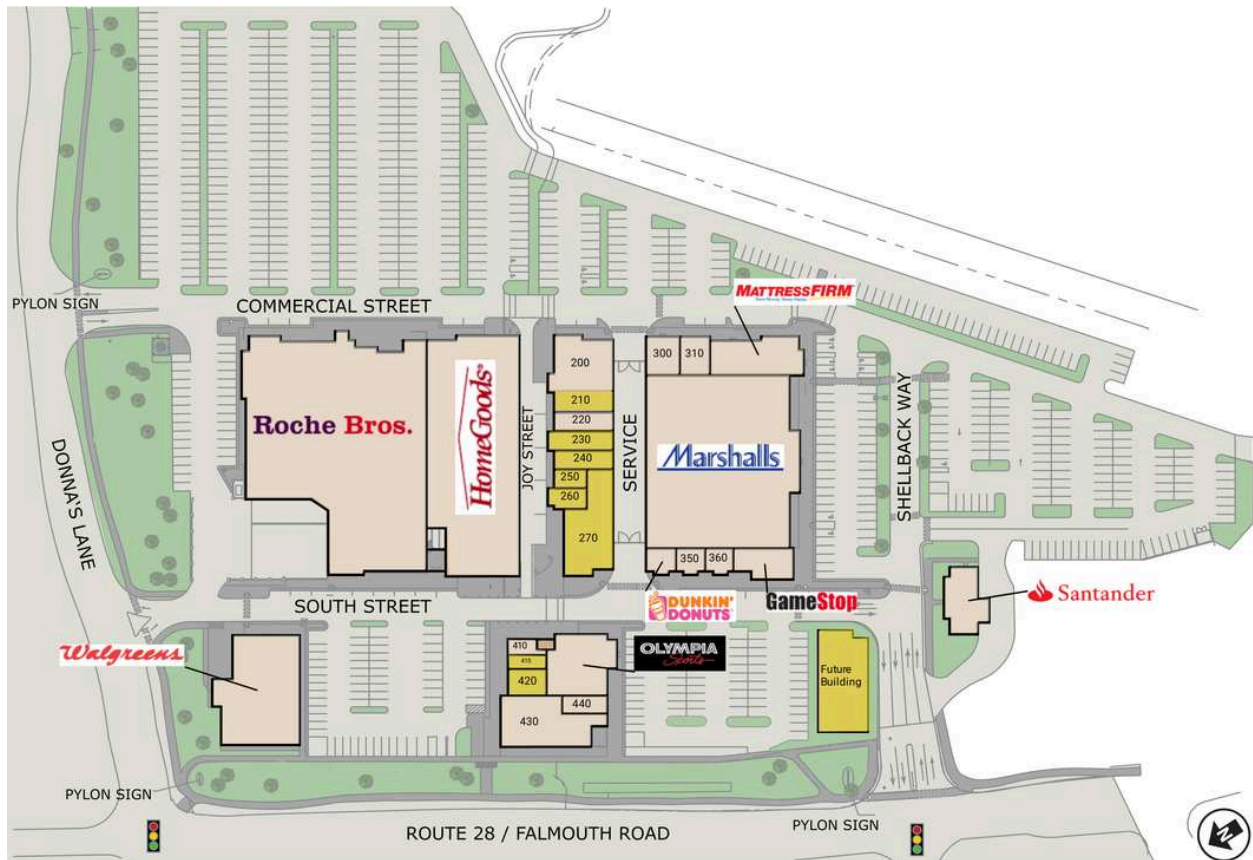 MATTRESSFIRM
PYLON SIGN
COMMERCIAL STREET
200
300
310
210
220
230
240
250
260
270
Roche Bros.
HomeGoods
JOY STREET
SERVICE
Marshalls
SHELLBACK WAY
DONNA'S LANE
350
360
SOUTH STREET
DUNKIN'
DONUTS
GameStop
Santander
Walgreens
410
415
420
430
440
OLYMPIA
Sports
Future
Building
PYLON SIGN
PYLON SIGN
ROUTE 28 / FALMOUTH ROAD
N